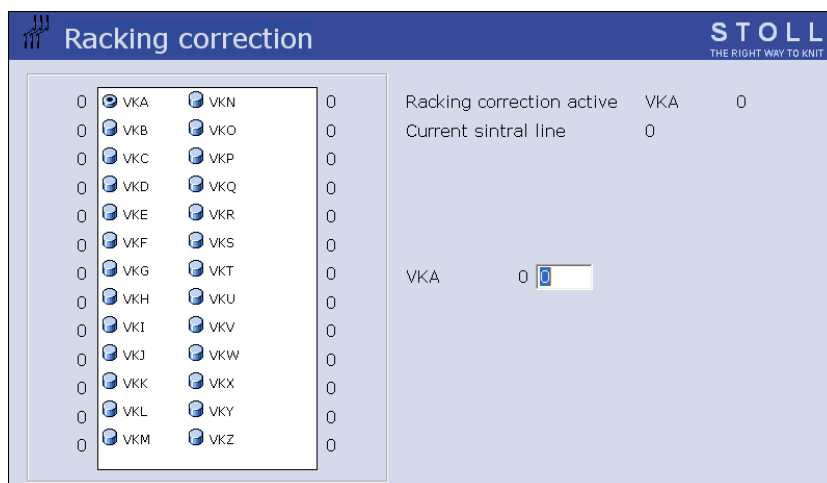 Racking correction
STOLL
THE RIGHT WAY TO KNIT
0 VKA VKN 0
0 VKB VKO 0
0 VKC VKP 0
0 VKD VKQ 0
0 VKE VKR 0
0 VKF VKS 0
0 VKG VKT 0
0 VKH VKU 0
0 VKI VKV 0
0 VKJ VKW 0
0 VKK VKX 0
0 VKL VKY 0
0 VKM VKZ 0
Racking correction active VKA 0
Current sintral line 0
VKA 0 0